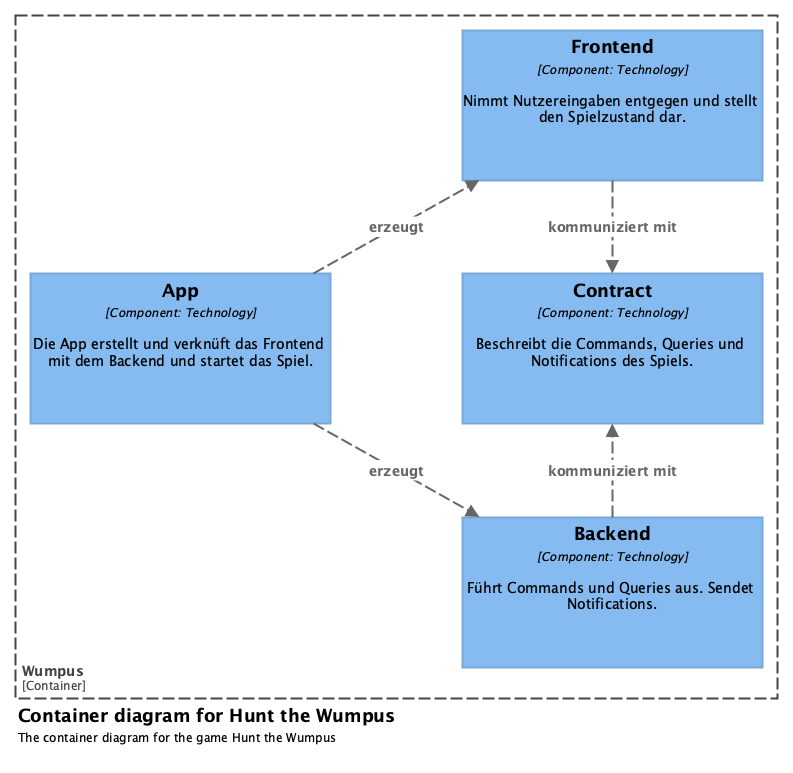 Frontend
[Component: Technology]
Nimmt Nutzereingaben entgegen und stellt
den Spielzustand dar.
erzeugt
kommuniziert mit
App
[Component: Technology]
Die App erstellt und verknüft das Frontend
mit dem Backend und startet das Spiel.
Contract
[Component: Technology]
Beschreibt die Commands, Queries und
Notifications des Spiels.
erzeugt
kommuniziert mit
Backend
[Component: Technology]
Führt Commands und Queries aus. Sendet
Notifications.
Wumpus
[Container]
Container diagram for Hunt the Wumpus
The container diagram for the game Hunt the Wumpus